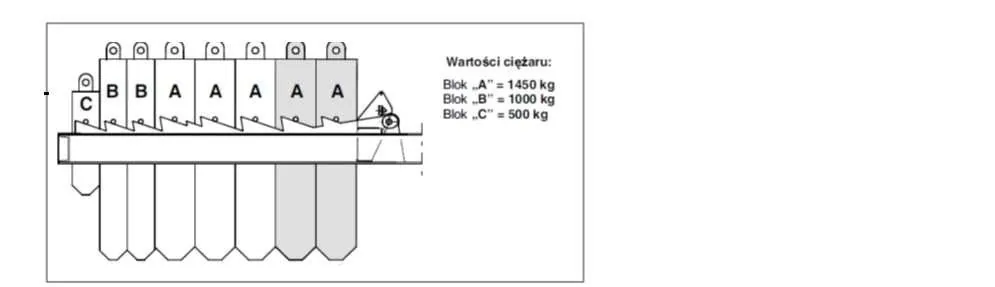 Wartości ciężaru:
Blok „A” = 1450 kg
Blok „B” = 1000 kg
Blok „C” = 500 kg
C B B A A A A A